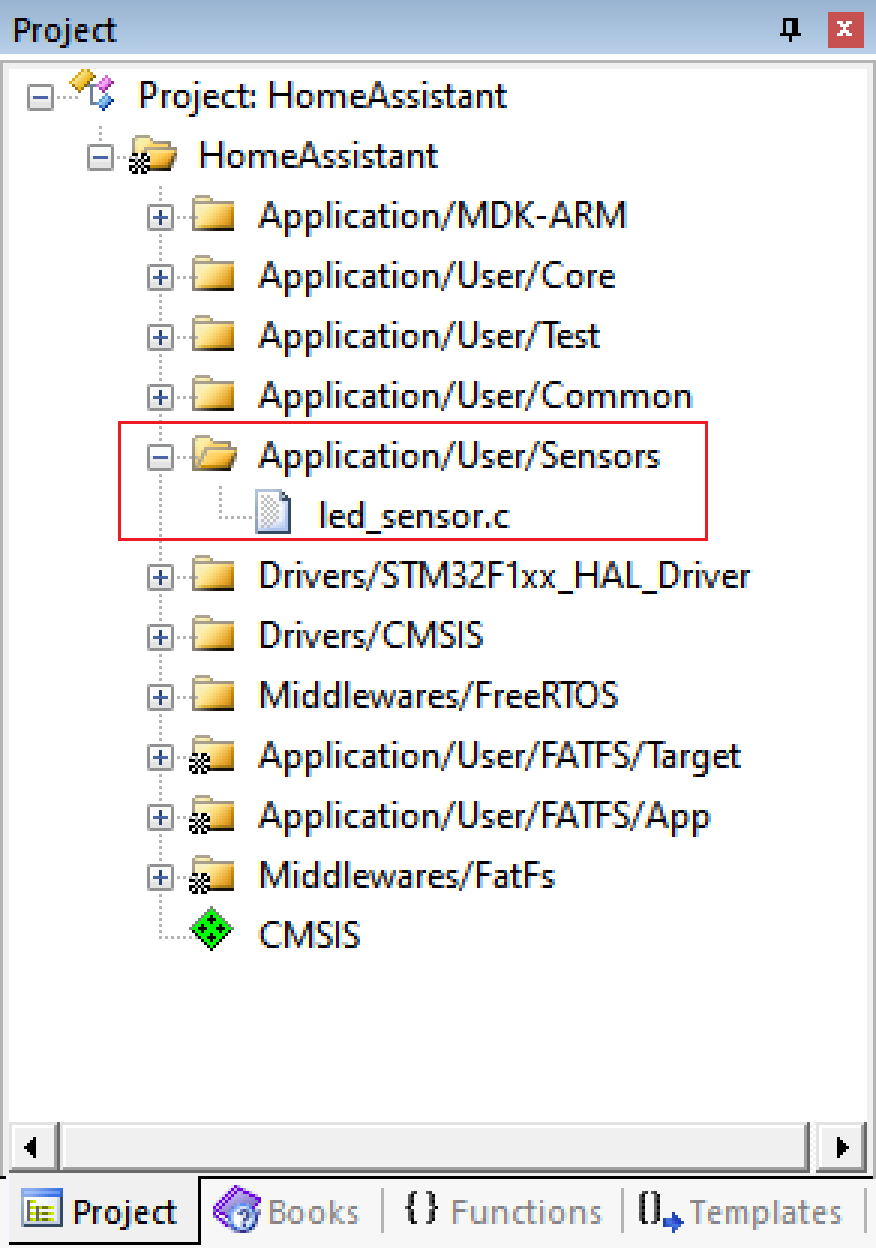 Project
Project: HomeAssistant
HomeAssistant
Application/MDK-ARM
Application/User/Core
Application/User/Test
Application/User/Common
Application/User/Sensors
led_sensor.c
Drivers/STM32F1xx_HAL_Driver
Drivers/CMSIS
Middlewares/FreeRTOS
Application/User/FATFS/Target
Application/User/FATFS/App
Middlewares/FatFs
CMSIS
Project Books {} Functions Templates